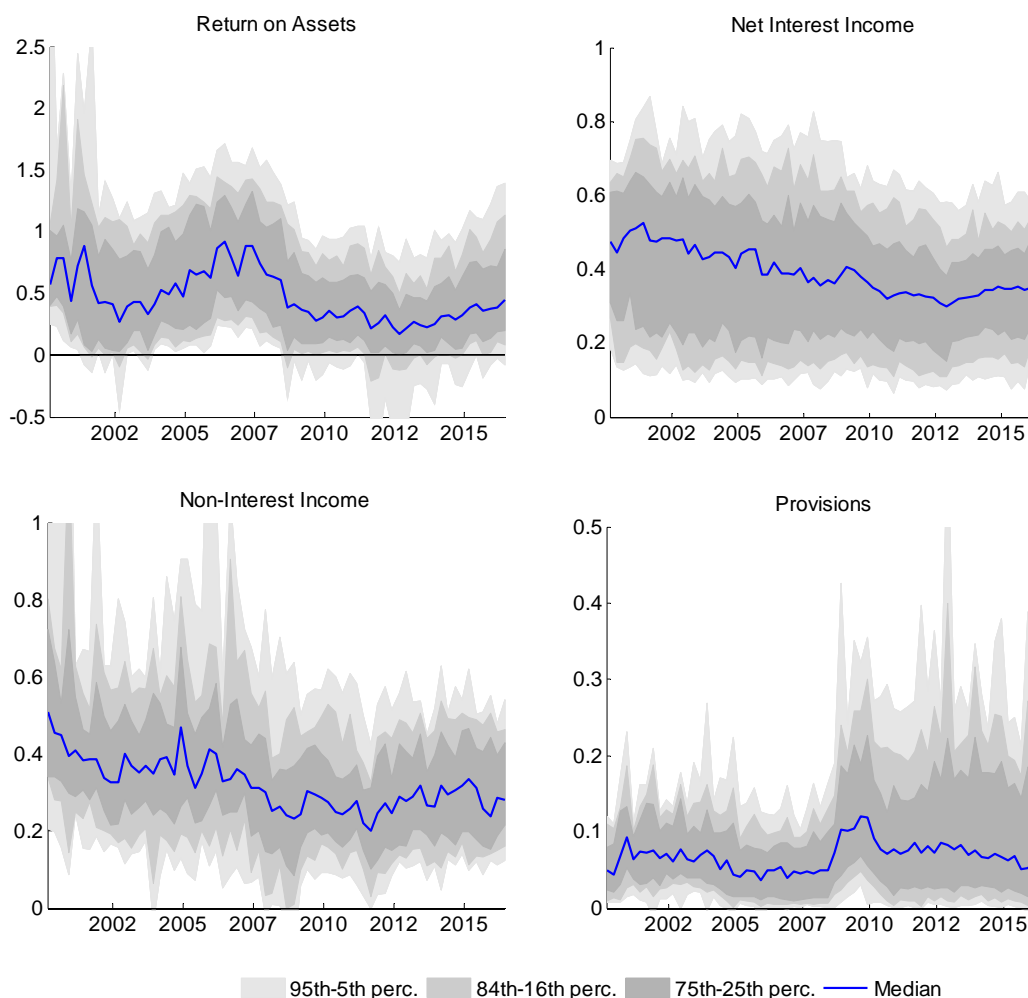 Return on Assets
2.5
2
1.5
1
0.5
0
-0.5
2002 2005 2007 2010 2012 2015
Net Interest Income
1
0.8
0.6
0.4
0.2
0
2002 2005 2007 2010 2012 2015
Non-Interest Income
1
0.8
0.6
0.4
0.2
0
2002 2005 2007 2010 2012 2015
Provisions
0.5
0.4
0.3
0.2
0.1
0
2002 2005 2007 2010 2012 2015
95th-5th perc. 84th-16th perc. 75th-25th perc. Median